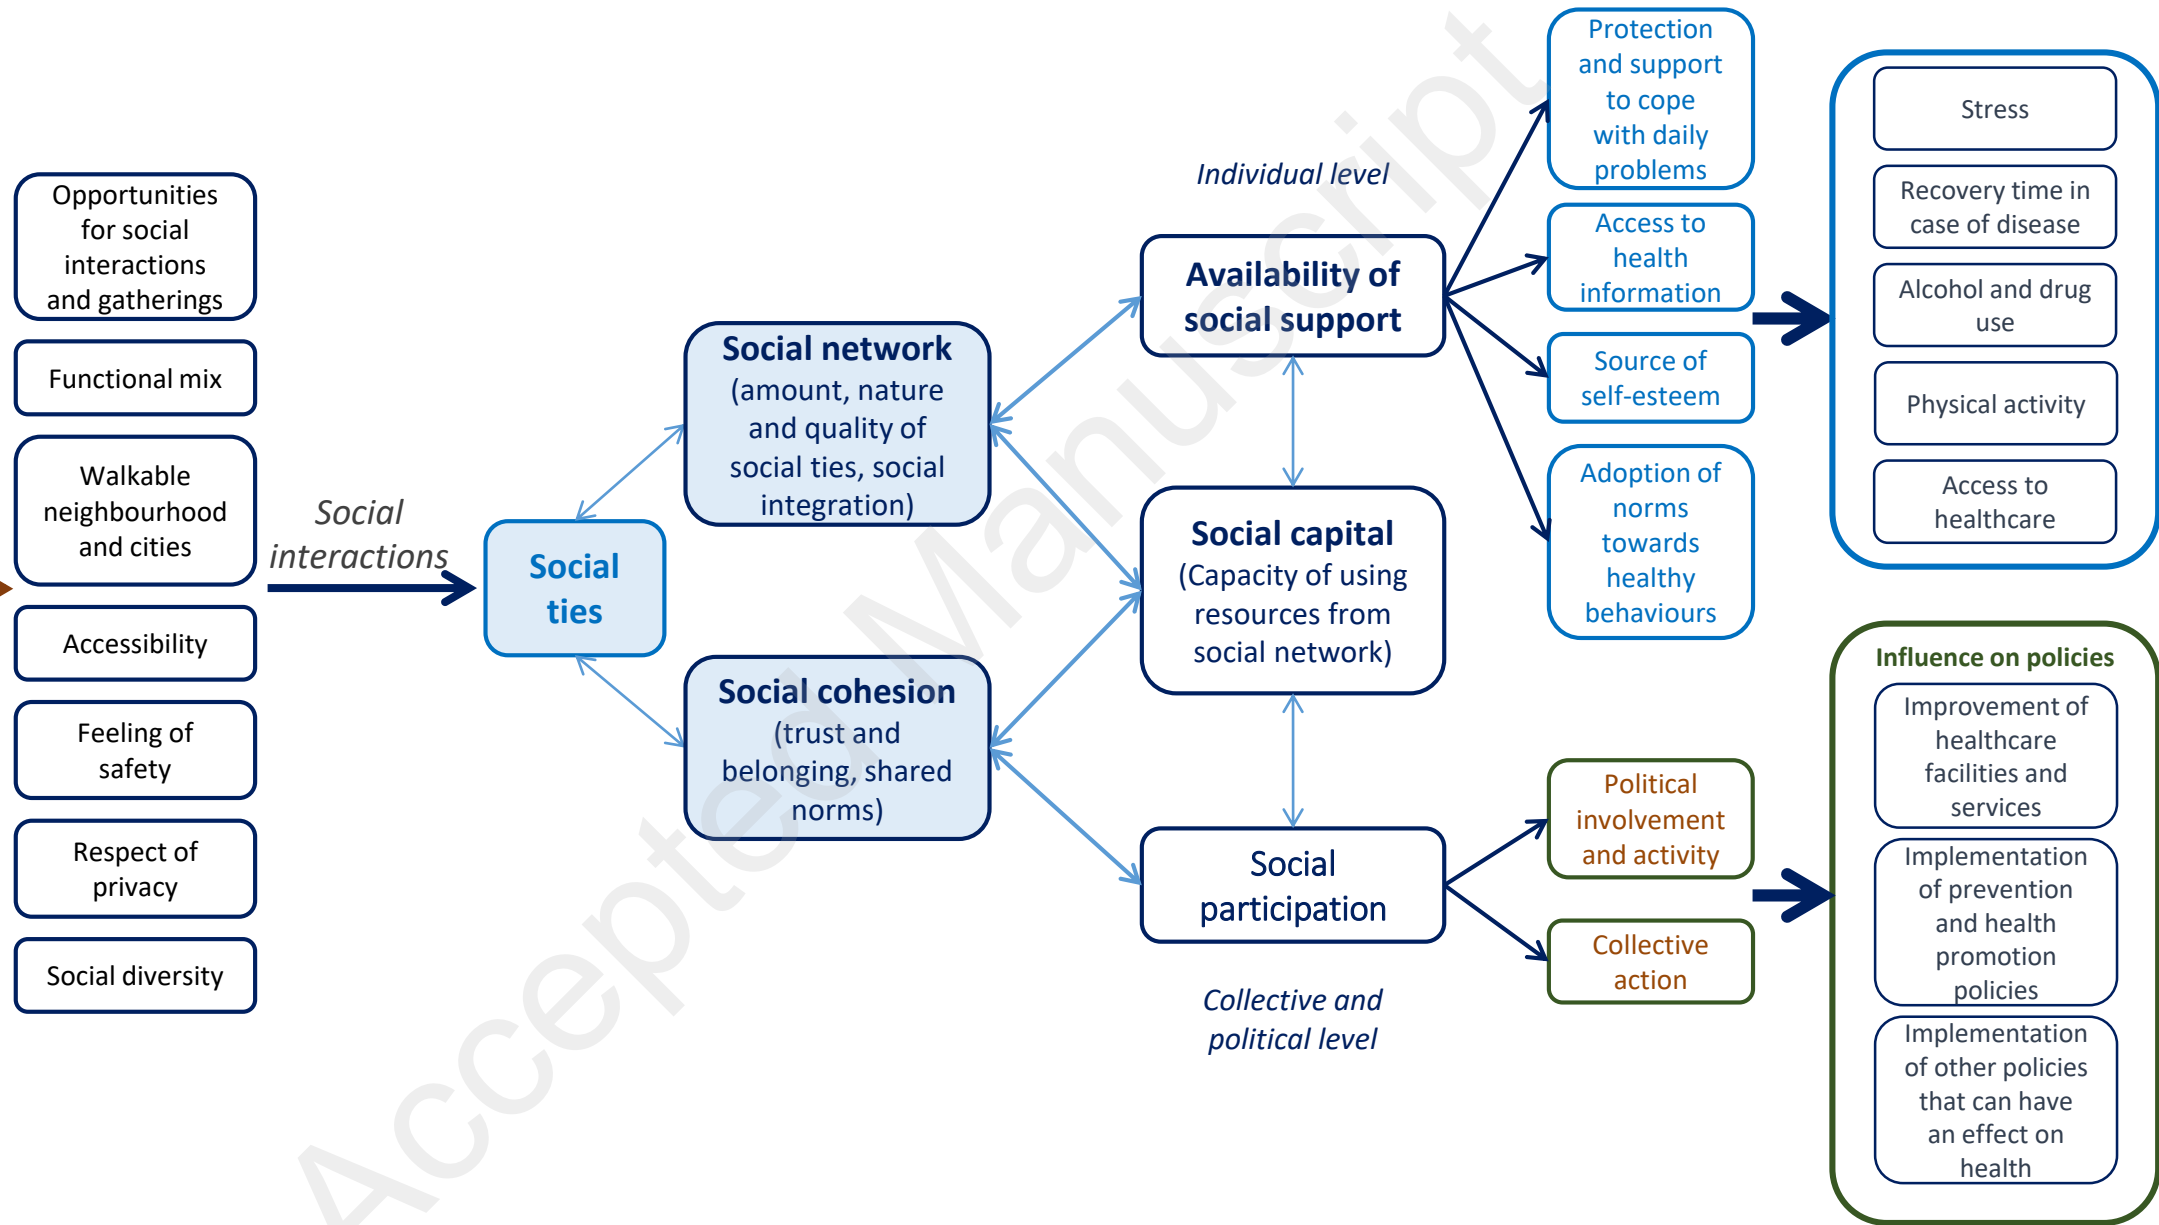 Opportunities
for social
interactions
and gatherings
Functional mix
Walkable
neighbourhood
and cities
Accessibility
Feeling of
safety
Respect of
privacy
Social diversity
Social
interactions
Social
ties
Social network
(amount, nature
and quality of
social ties, social
integration)
Social cohesion
(trust and
belonging, shared
norms)
Individual level
Availability of
social support
Social capital
(Capacity of using
resources from
social network)
Social
participation
Collective and
political level
Protection
and support
to cope
with daily
problems
Access to
health
information
Source of
self-esteem
Adoption of
norms
towards
healthy
behaviours
Political
involvement
and activity
Collective
action
Stress
Recovery time in
case of disease
Alcohol and drug
use
Physical activity
Access to
healthcare
Influence on policies
Improvement of
healthcare
facilities and
services
Implementation
of prevention
and health
promotion
policies
Implementation
of other policies
that can have
an effect on
health
Accepted Manuscript